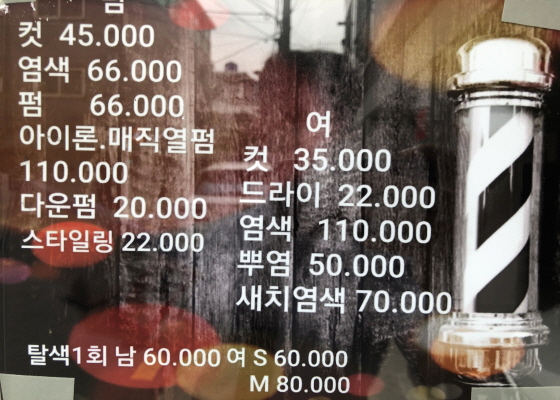 남
컷 45.000
염색 66.000
펌 66.000
아이론.매직열펌
110.000
다운펌 20.000
스타일링 22.000
여
컷 35.000
드라이 22.000
염색 110.000
뿌염 50.000
새치염색 70.000
탈색1회 남 60.000 여 S 60.000
M 80.000